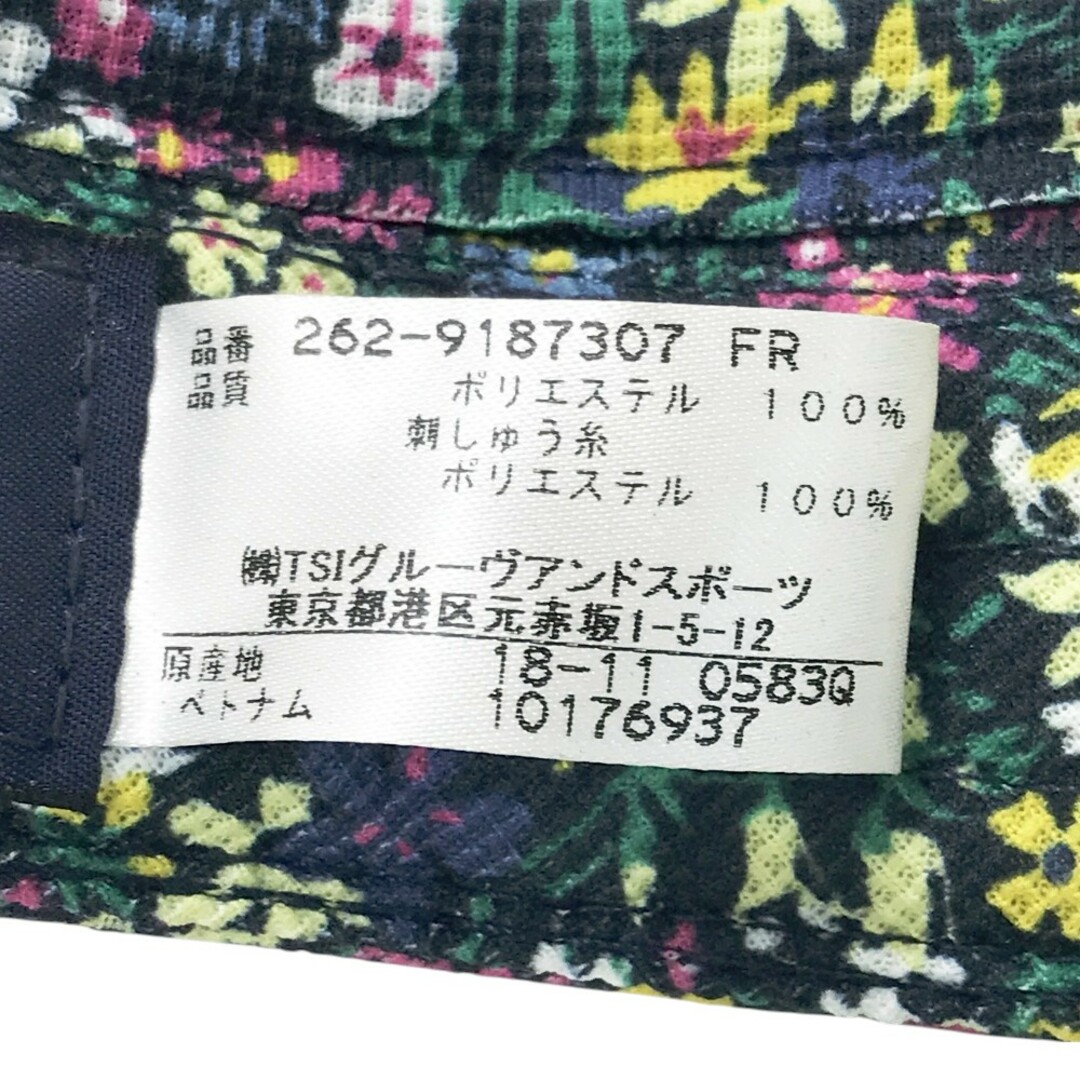 品番 262-9187307 FR
品質 ポリエステル 100%
刺しゅう糸
ポリエステル 100%
㈱TSIグルーヴアンドスポーツ
東京都港区元赤坂1-5-12
原産地 18-11 0583Q
ベトナム 10176937